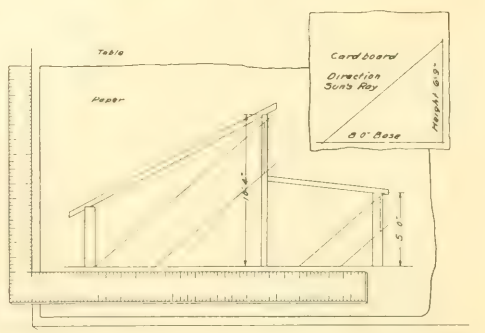 Table
Paper
Cardboard
Direction
Sun's Ray
Height 6'9"
8'0" Base
5'0"